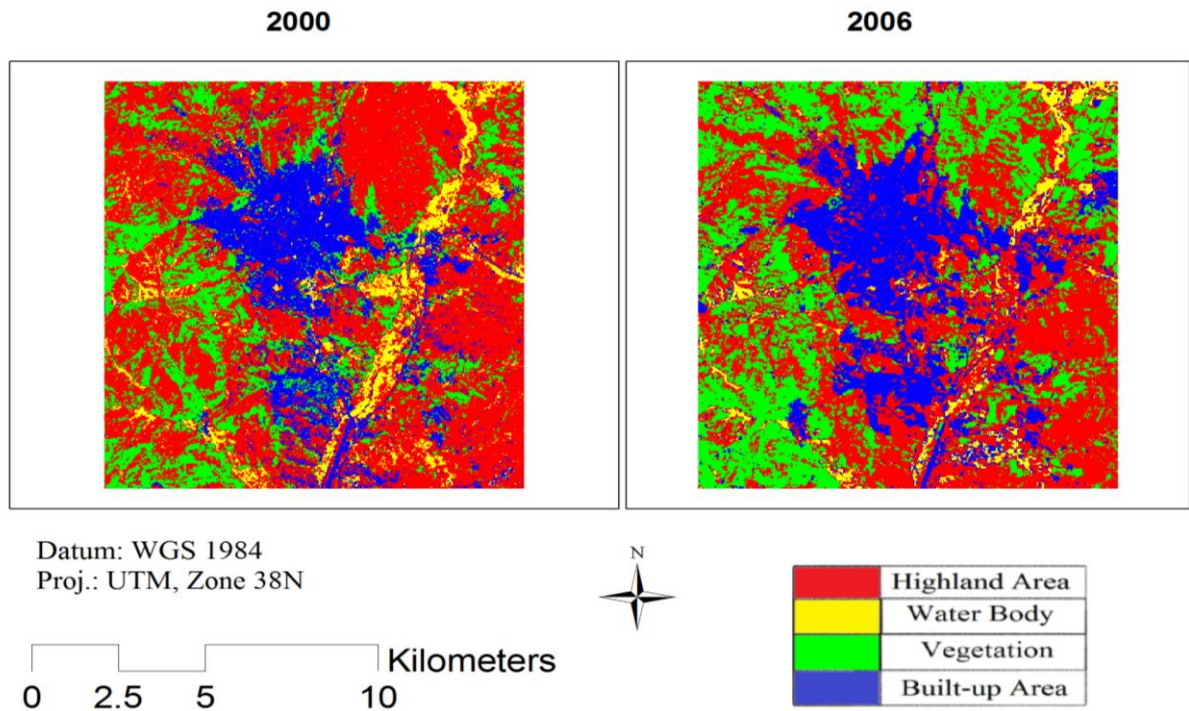 2000
2006
Datum: WGS 1984
Proj.: UTM, Zone 38N
N
Kilometers
0 2.5 5 10
Highland Area
Water Body
Vegetation
Built-up Area